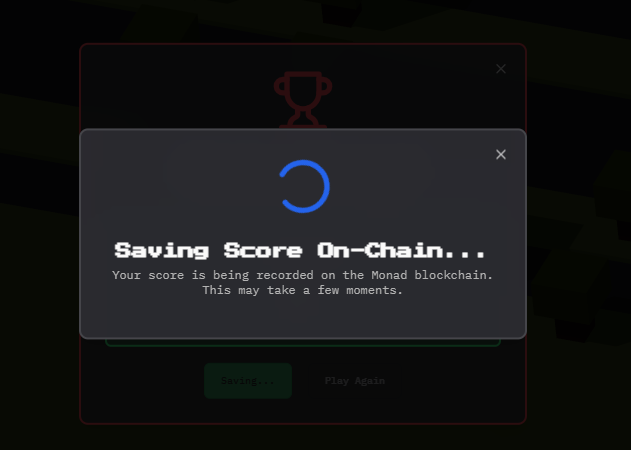 Saving Score On-Chain...
Your score is being recorded on the Monad blockchain.
This may take a few moments.
Saving...
Play Again